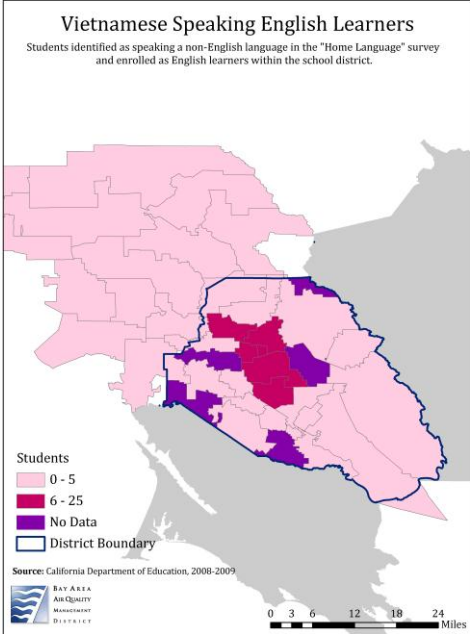 Vietnamese Speaking English Learners
Students identified as speaking a non-English language in the "Home Language" survey
and enrolled as English learners within the school district.
Students
0 - 5
6 - 25
No Data
District Boundary
Source: California Department of Education, 2008-2009
BAY AREA
AIR QUALITY
MANAGEMENT
DISTRICT
0 3 6 12 18 24
Miles